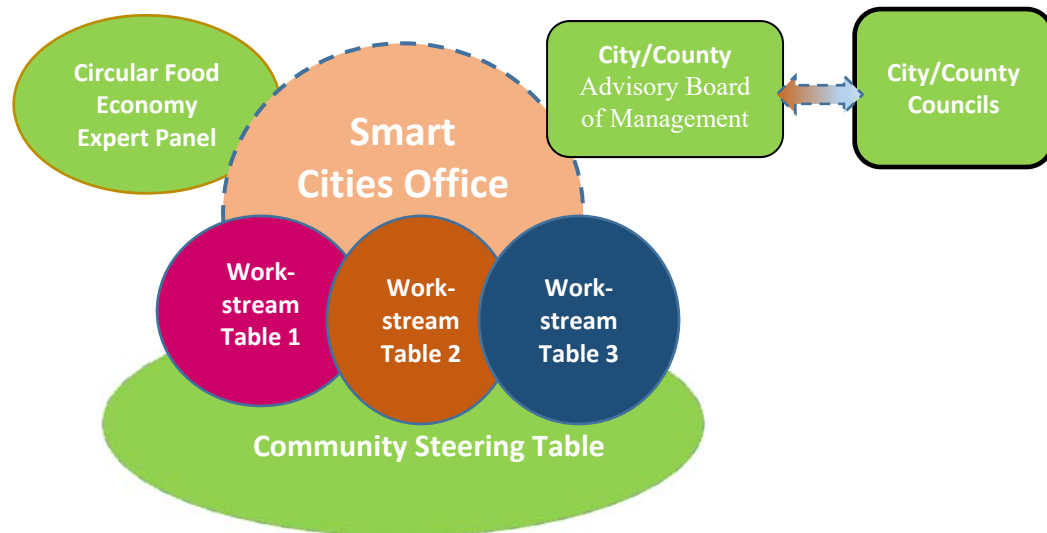 Circular Food
Economy
Expert Panel
Smart
Cities Office
City/County
Advisory Board
of Management
City/County
Councils
Work-
stream
Table 1
Work-
stream
Table 2
Work-
stream
Table 3
Community Steering Table